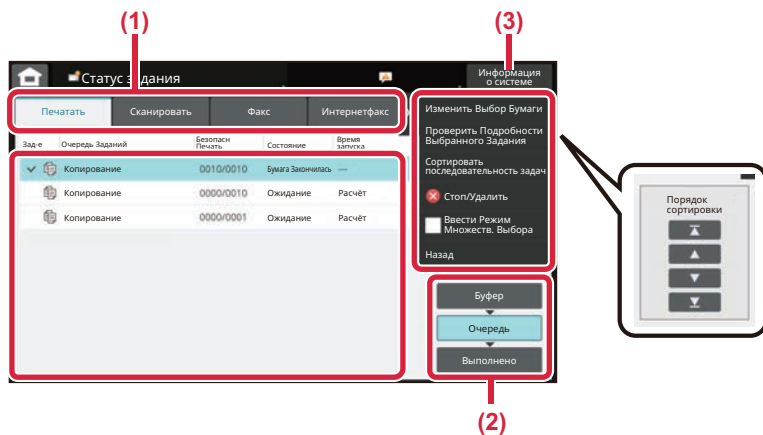 (1)
(3)
Статус задания
Информация
о системе
Печатать
Сканировать
Факс
Интернетфакс
Зад-е
Очередь Заданий
Безопасн
Печать
Состояние
Время
запуска
Копирование
0010/0010
Бумага Закончилась
—
Копирование
0000/0010
Ожидание
Расчёт
Копирование
0000/0001
Ожидание
Расчёт
Изменить Выбор Бумаги
Проверить Подробности
Выбранного Задания
Сортировать
последовательность задач
Стоп/Удалить
Ввести Режим
Множеств. Выбора
Назад
Буфер
Очередь
Выполнено
(2)
Порядок
сортировки